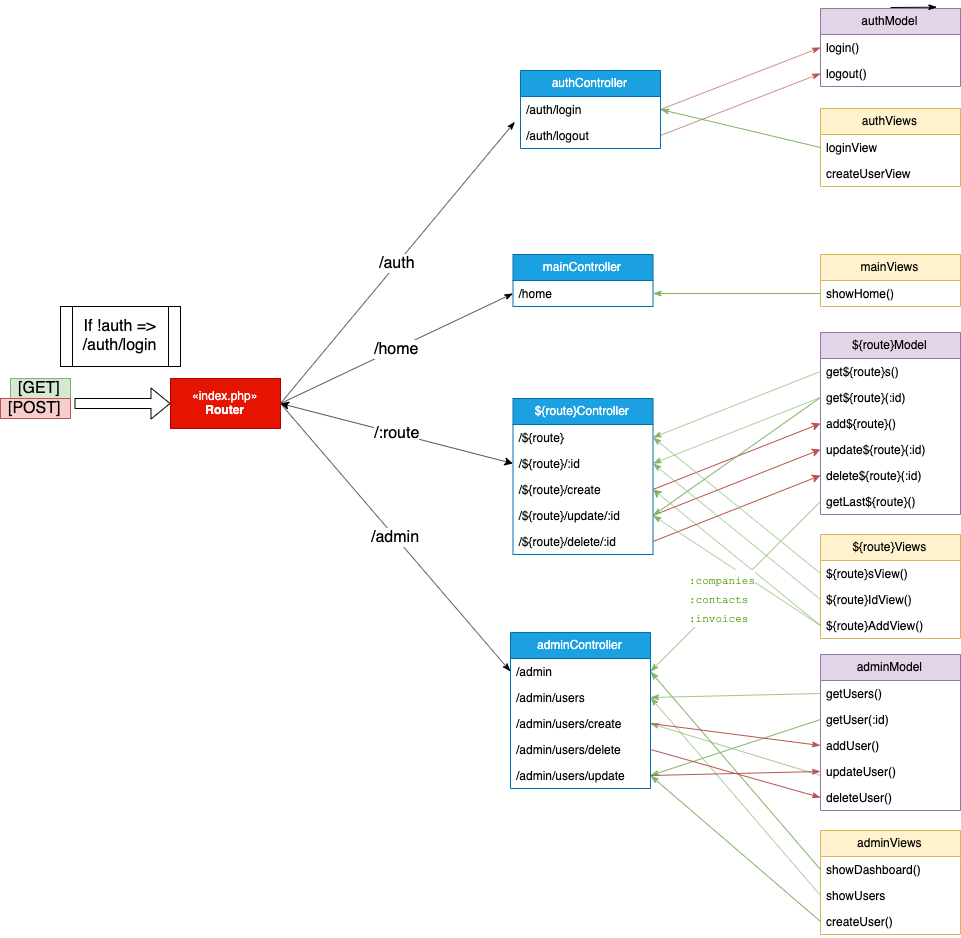 authModel
login()
logout()
authController
/auth/login
/auth/logout
authViews
loginView
createUserView
/auth
mainController
/home
mainViews
showHome()
If !auth =>
/auth/login
/home
[GET]
[POST]
«index.php»
Router
/:route
/admin
${route}Controller
/${route}
/${route}/:id
/${route}/create
/${route}/update/:id
/${route}/delete/:id
${route}Model
get${route}s()
get${route}(:id)
add${route}()
update${route}(:id)
delete${route}(:id)
getLast${route}()
${route}Views
${route}sView()
${route}IdView()
${route}AddView()
:companies
:contacts
:invoices
adminController
/admin
/admin/users
/admin/users/create
/admin/users/delete
/admin/users/update
adminModel
getUsers()
getUser(:id)
addUser()
updateUser()
deleteUser()
adminViews
showDashboard()
showUsers
createUser()